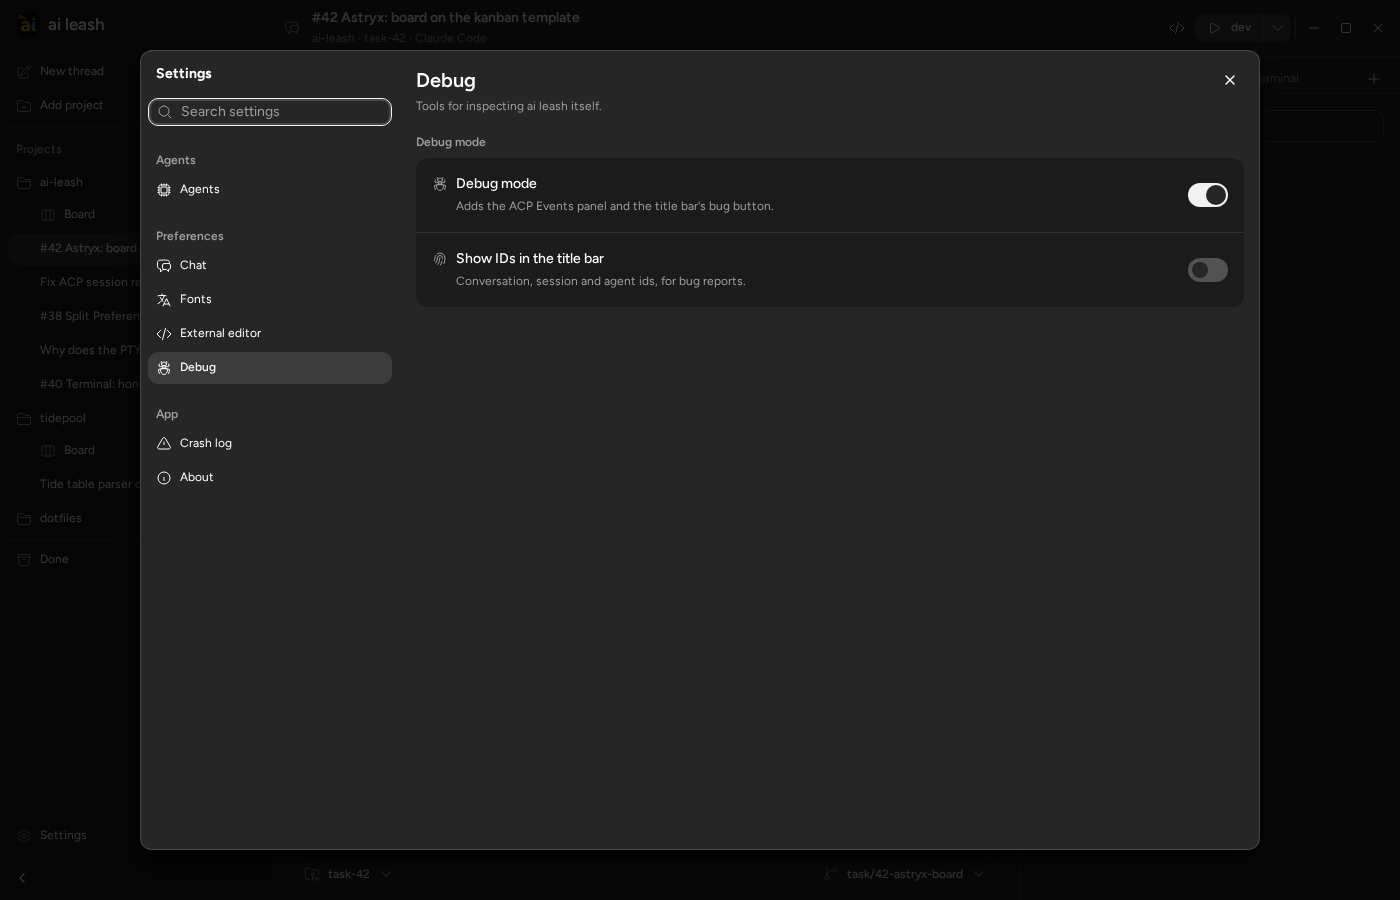 ai leash
#42 Astryx: board on the kanban template
ai-leash · task-42 · Claude Code
dev
New thread
Add project
Projects
ai-leash
Board
#42 Astryx: board
Fix ACP session
#38 Split
Why does the PTY
#40 Terminal:
tidepool
Board
Tide table parser
dotfiles
Done
Settings
Settings
Search settings
Agents
Agents
Preferences
Chat
Fonts
External editor
Debug
App
Crash log
About
Debug
Tools for inspecting ai leash itself.
Debug mode
Debug mode
Adds the ACP Events panel and the title bar's bug button.
Show IDs in the title bar
Conversation, session and agent ids, for bug reports.
task-42
task/42-astryx-board